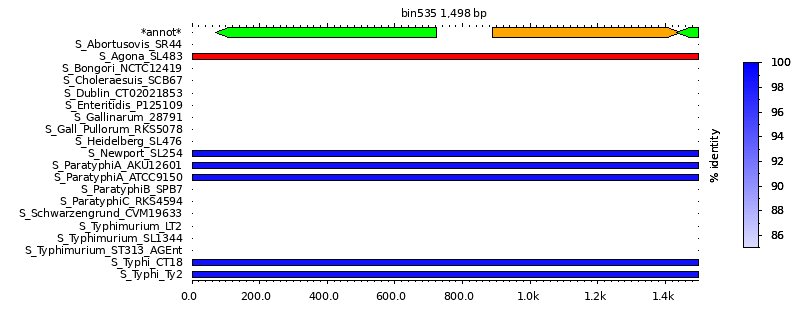 bin535 1,498 bp
*annot*
S_Abortusovis_SR44
S_Agona_SL483
S_Bongori_NCTC12419
S_Choleraesuis_SCB67
S_Dublin_CT02021853
S_Enteritidis_P125109
S_Gallinarum_28791
S_Gall_Pullorum_RKS5078
S_Heidelberg_SL476
S_Newport_SL254
S_ParatyphiA_AKU12601
S_ParatyphiA_ATCC9150
S_ParatyphiB_SPB7
S_ParatyphiC_RKS4594
S_Schwarzengrund_CVM19633
S_Typhimurium_LT2
S_Typhimurium_SL1344
S_Typhimurium_ST313_AGEnt
S_Typhi_CT18
S_Typhi_Ty2
0.0 200.0 400.0 600.0 800.0 1.0k 1.2k 1.4k
% identity
100
98
96
94
92
90
88
86